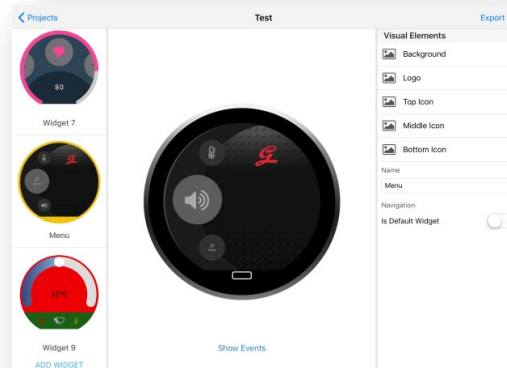 Projects
Test
Export
80
Widget 7
Menu
32°C
Widget 9
ADD WIDGET
Show Events
Visual Elements
Background
Logo
Top Icon
Middle Icon
Bottom Icon
Name
Menu
Navigation
Is Default Widget